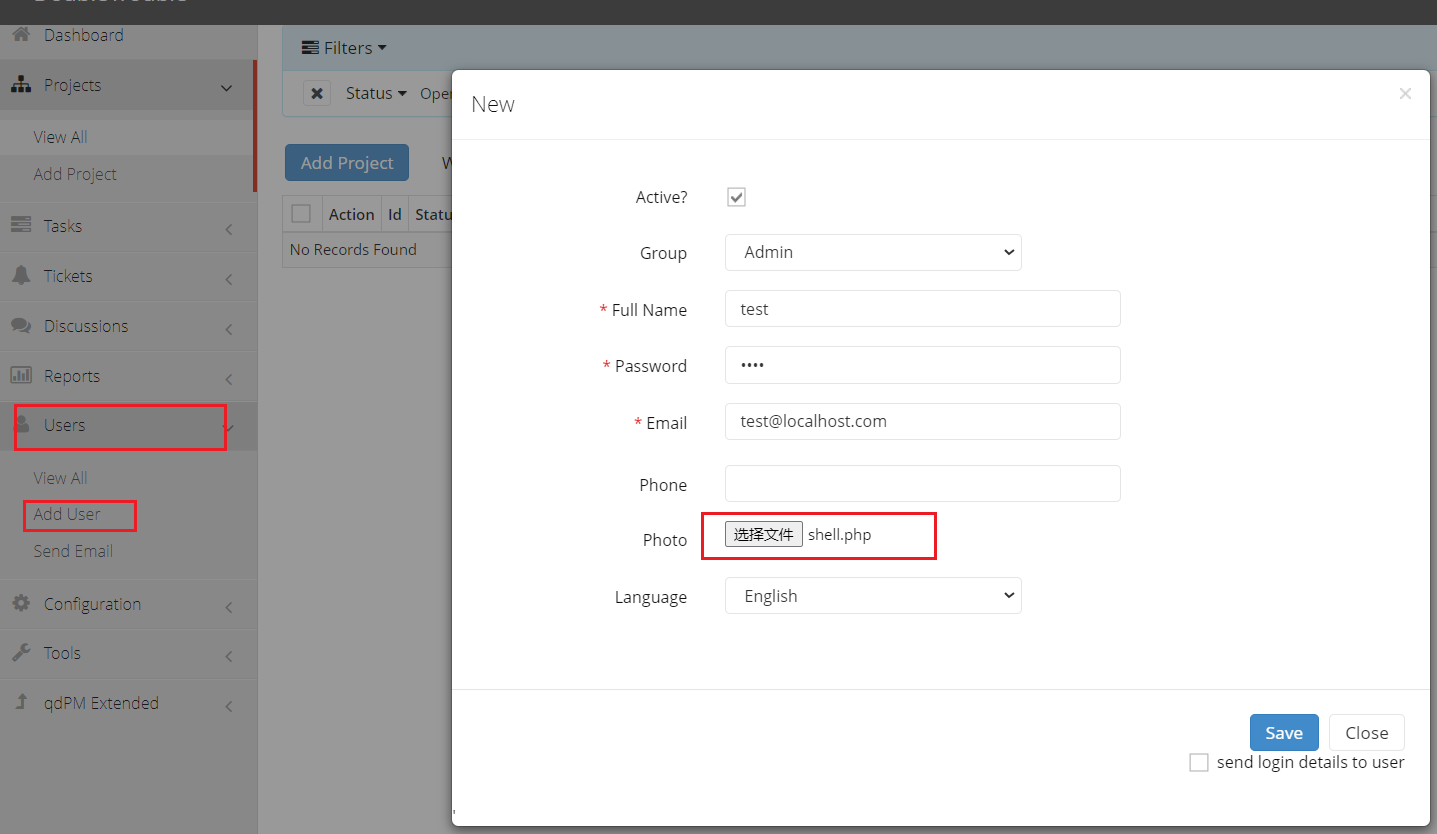 Dashboard
Projects
View All
Add Project
Tasks
Tickets
Discussions
Reports
Users
View All
Add User
Send Email
Configuration
Tools
qdPM Extended
Filters
Status
Add Project
Action Id
No Records Found
New
×
Active?
Group Admin
* Full Name test
* Password ••••
* Email test@localhost.com
Phone
Photo 选择文件 shell.php
Language English
Save Close
send login details to user